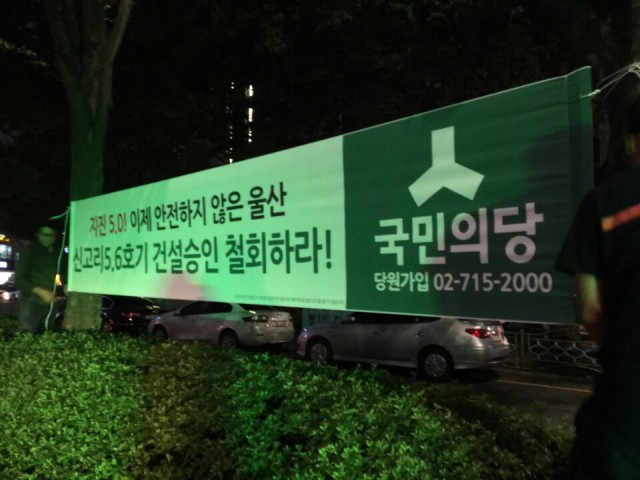 지진 5.0! 이제 안전하지 않은 울산
신고리5,6호기 건설승인 철회하라!
국민의당
당원가입 02-715-2000